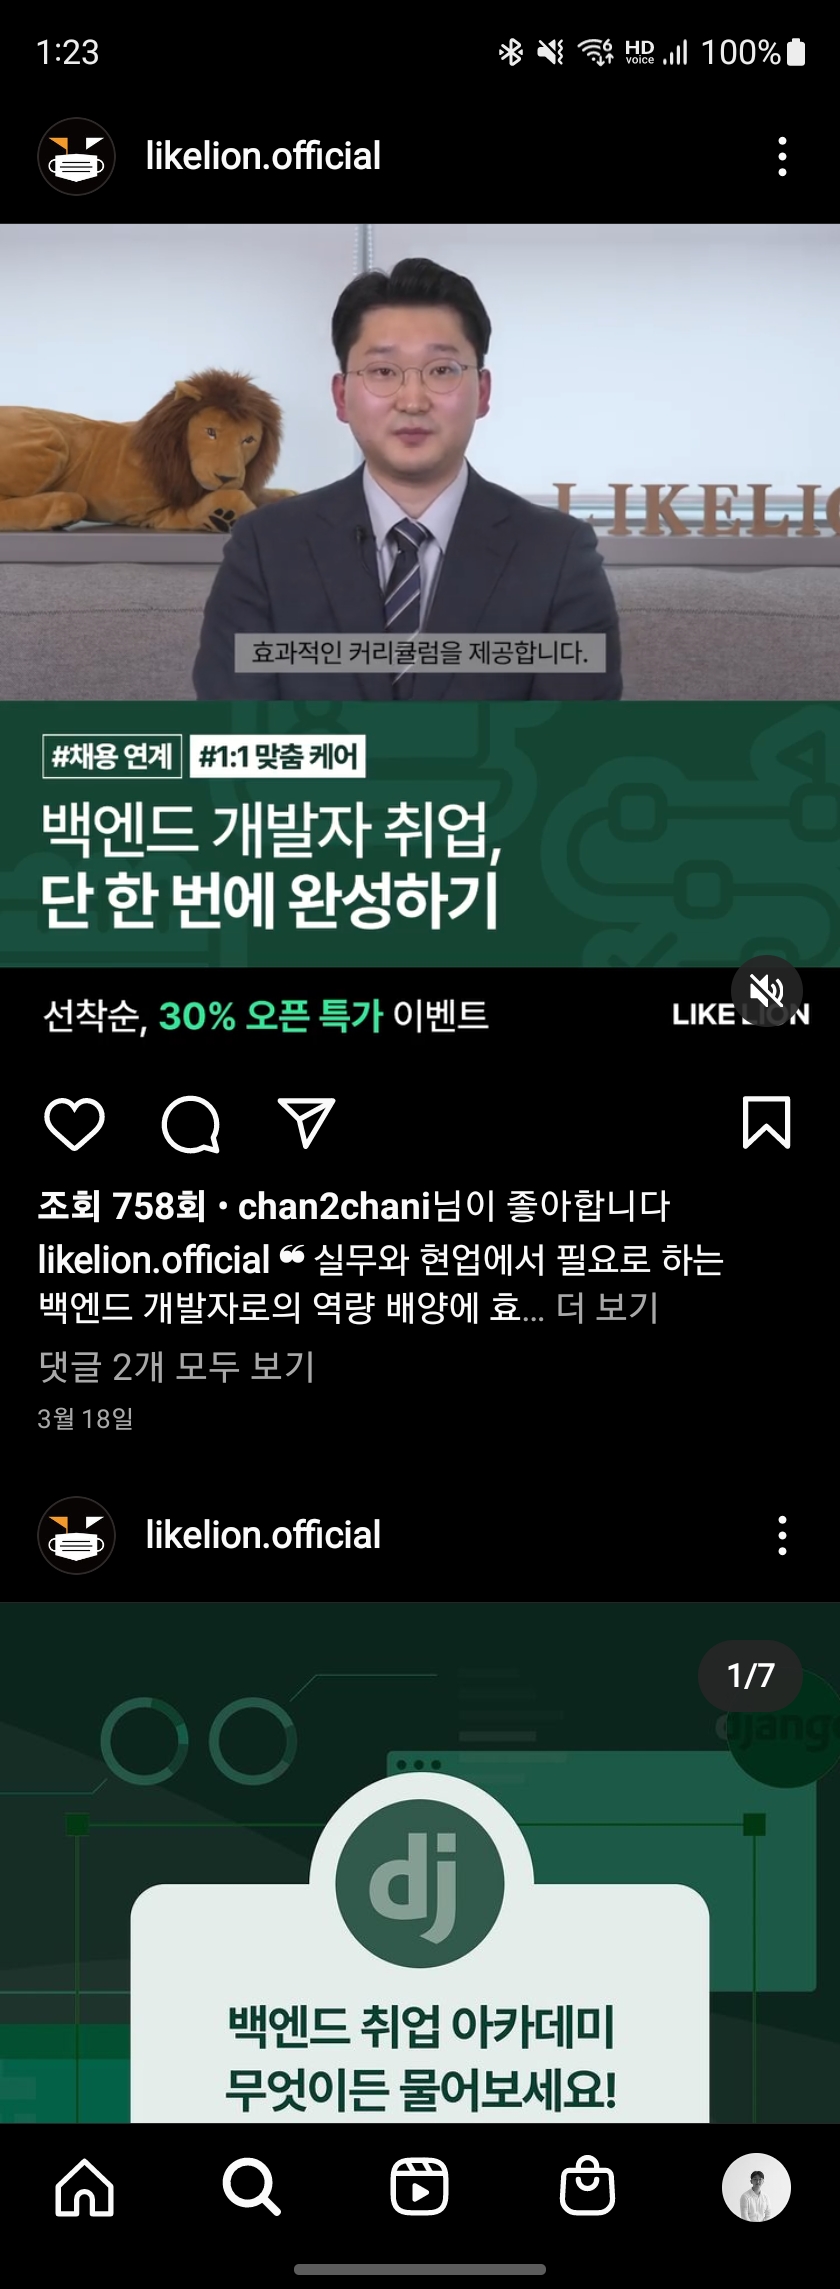 1:23
HD
voice
100%
likelion.official
LIKELIO
효과적인 커리큘럼을 제공합니다.
#채용 연계 #1:1 맞춤 케어
백엔드 개발자 취업,
단 한 번에 완성하기
선착순, 30% 오픈 특가 이벤트
LIKE LION
조회 758회 • chan2chani님이 좋아합니다
likelion.official ❝ 실무와 현업에서 필요로 하는
백엔드 개발자로의 역량 배양에 효... 더 보기
댓글 2개 모두 보기
3월 18일
likelion.official
1/7
djang
dj
백엔드 취업 아카데미
무엇이든 물어보세요!